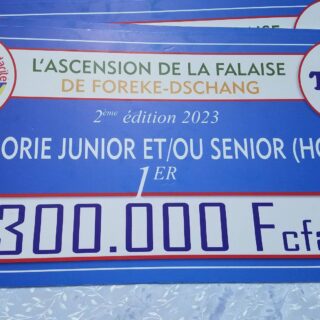 L'ASCENSION DE LA FALAISE
DE FOREKE-DSCHANG
2ème édition 2023
ORIE JUNIOR ET/OU SENIOR (HO
1ER
300.000 Fcfa